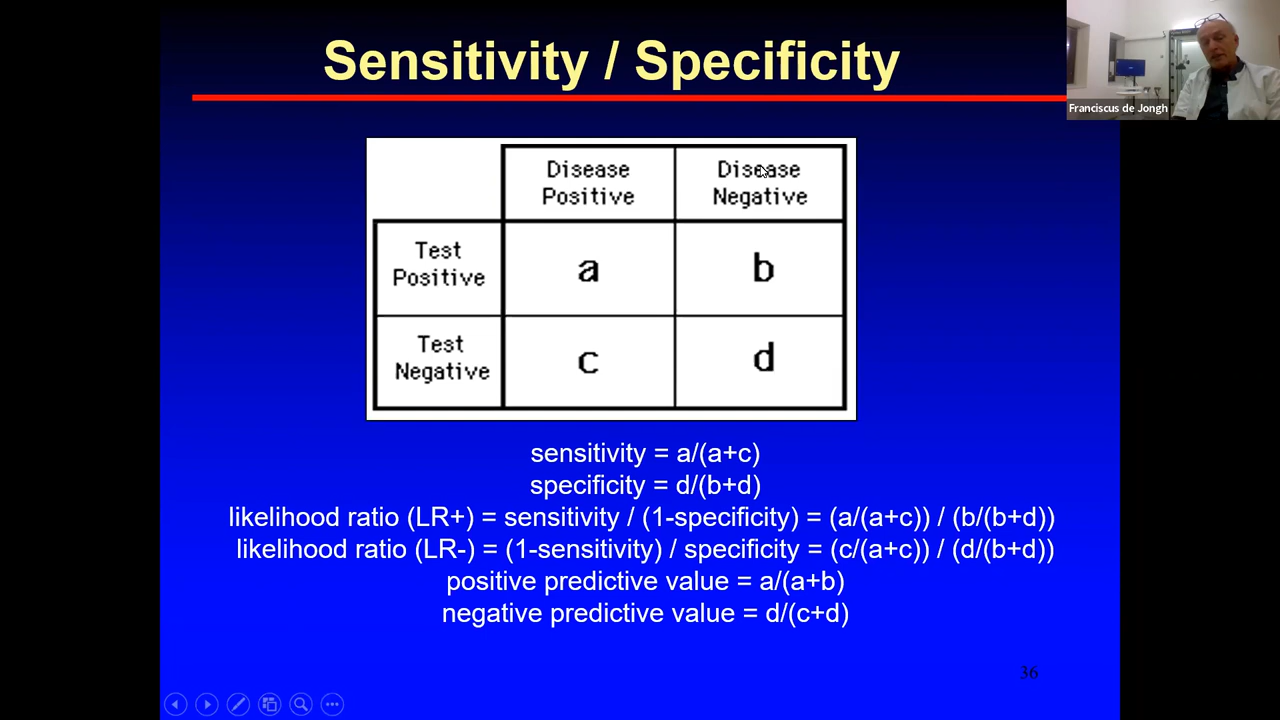 Sensitivity / Specificity
Franciscus de Jongh
Disease
Positive
Disease
Negative
Test
Positive
a
b
Test
Negative
c
d
sensitivity = a/(a+c)
specificity = d/(b+d)
likelihood ratio (LR+) = sensitivity / (1-specificity) = (a/(a+c)) / (b/(b+d))
likelihood ratio (LR-) = (1-sensitivity) / specificity = (c/(a+c)) / (d/(b+d))
positive predictive value = a/(a+b)
negative predictive value = d/(c+d)
36